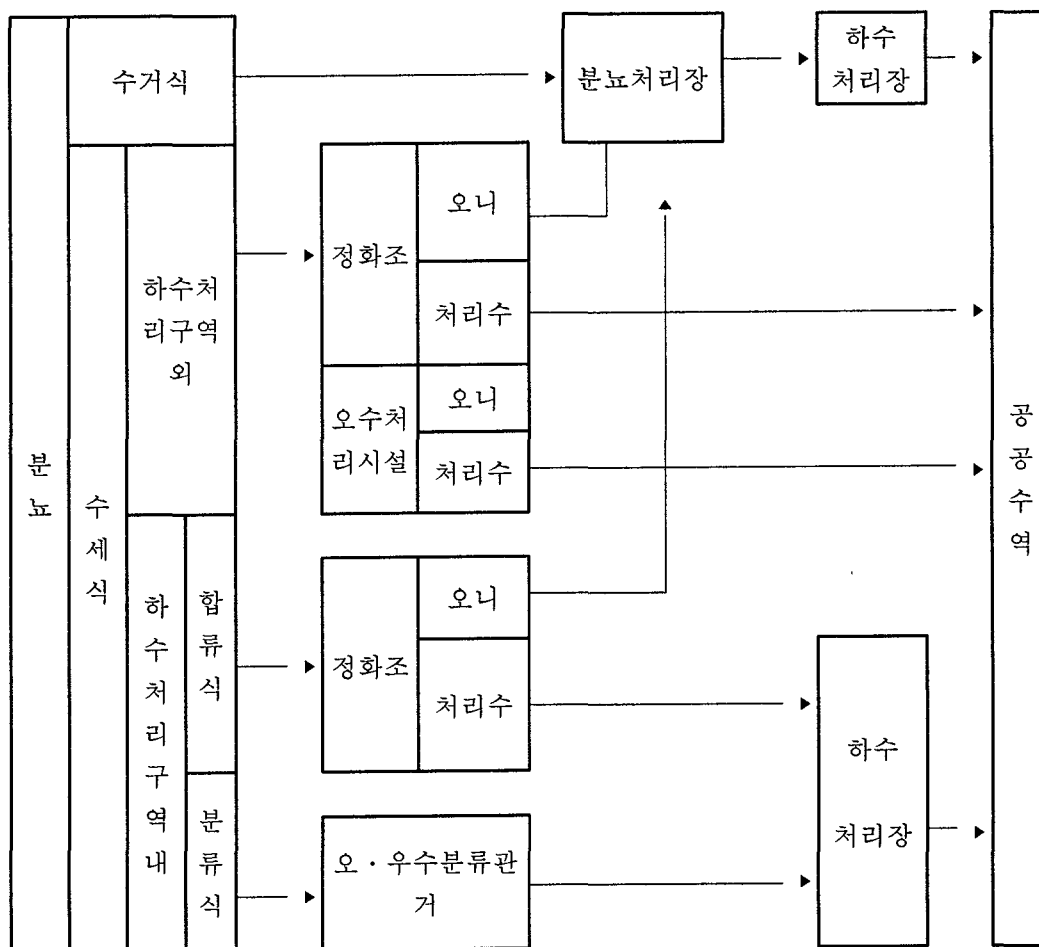 수거식
분뇨처리장
하수
처리장
분
뇨
수
세
식
하수처
리구역
외
정화조
오니
처리수
오수처
리시설
오니
처리수
하
수
처
리
구
역
내
합
류
식
정화조
오니
처리수
분
류
식
오 · 우수분류관
거
하수
처리장
공
공
수
역